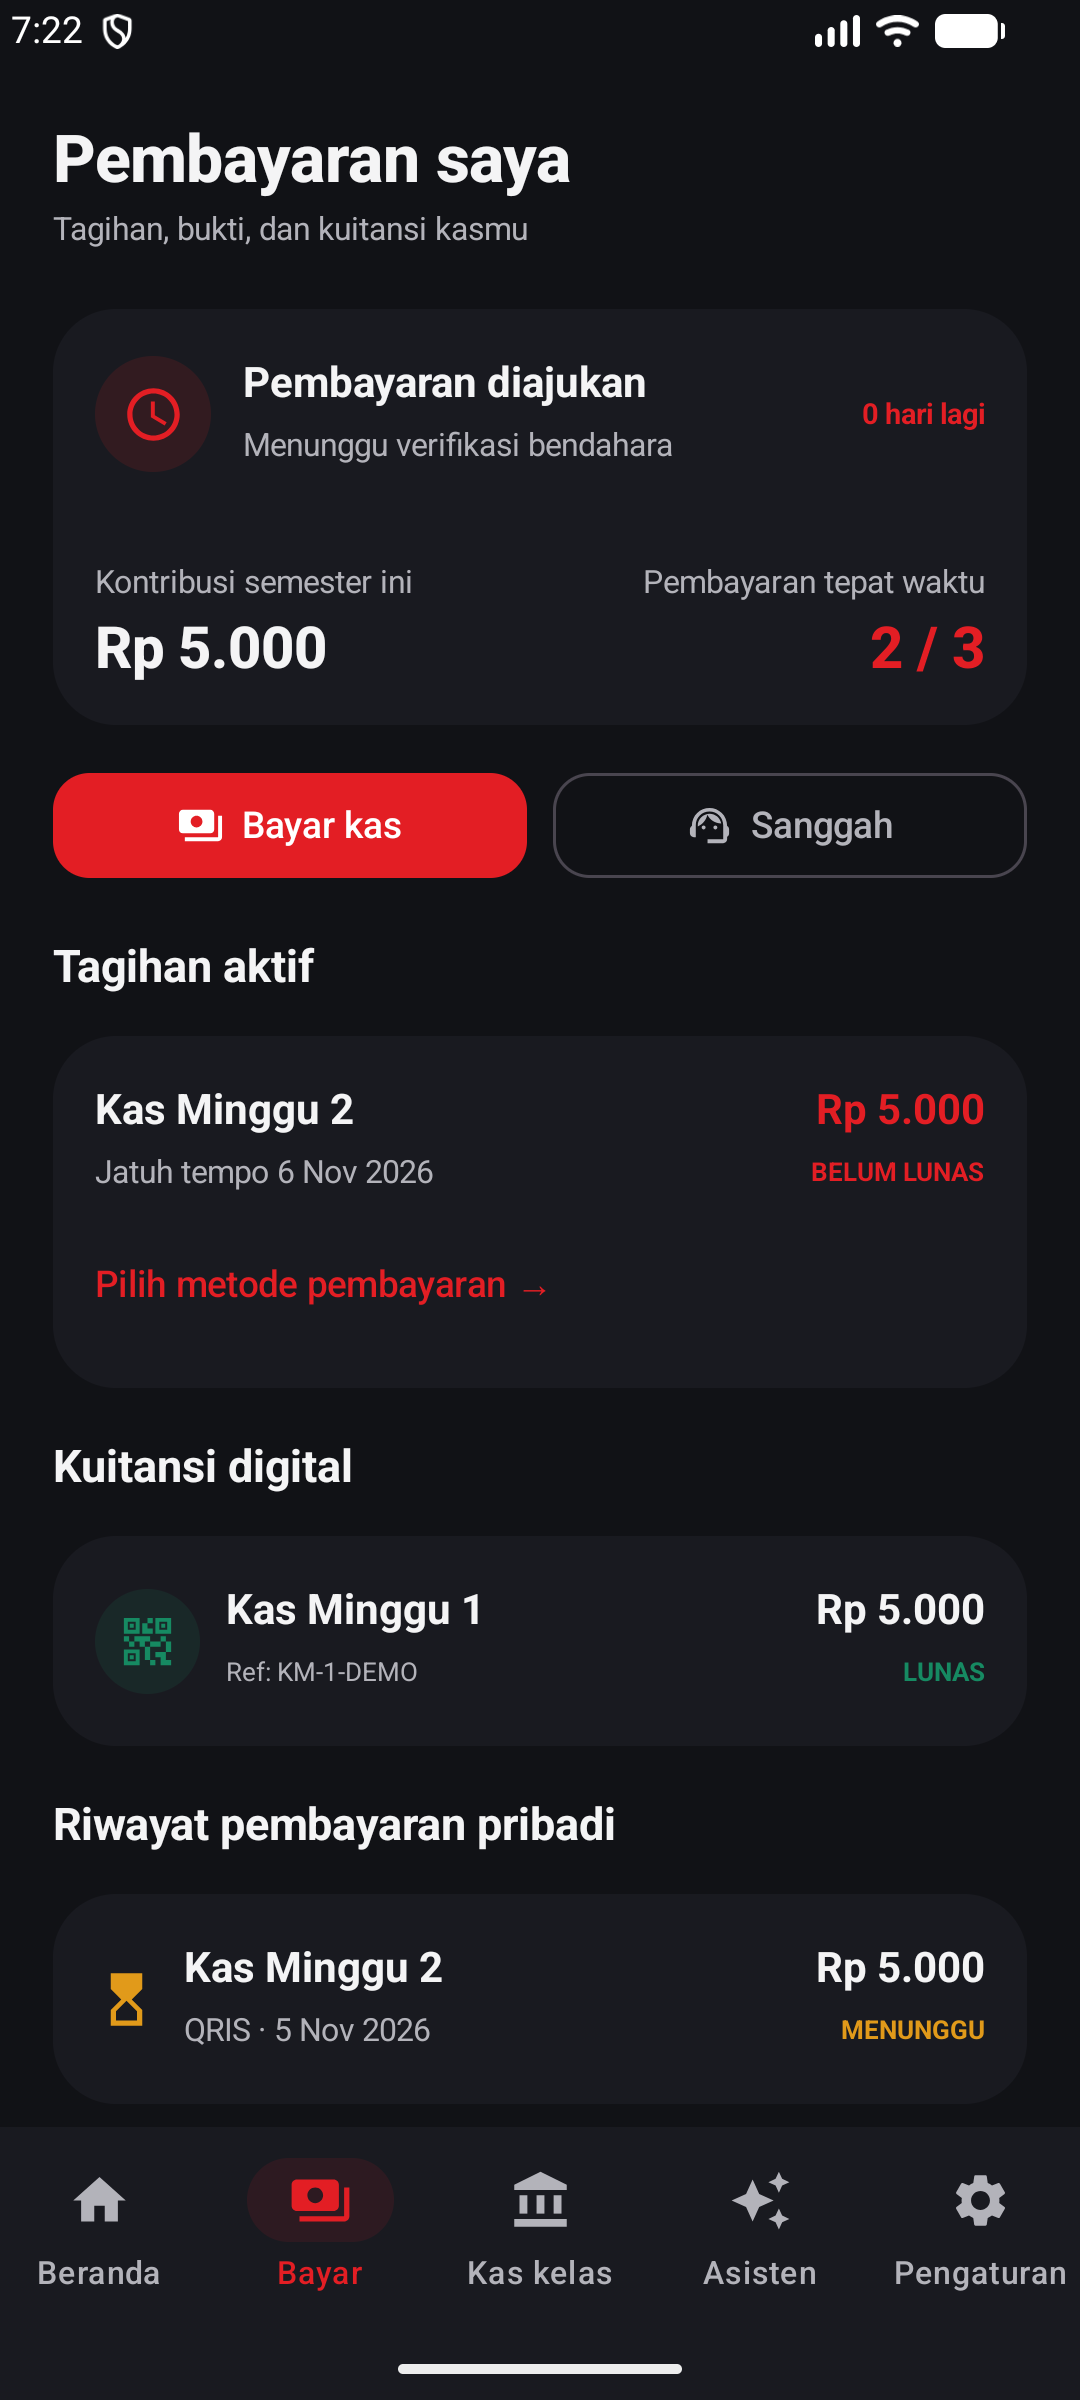 7:22
Pembayaran saya
Tagihan, bukti, dan kuitansi kasmu
Pembayaran diajukan
Menunggu verifikasi bendahara
0 hari lagi
Kontribusi semester ini
Rp 5.000
Pembayaran tepat waktu
2 / 3
Bayar kas
Sanggah
Tagihan aktif
Kas Minggu 2
Rp 5.000
Jatuh tempo 6 Nov 2026
BELUM LUNAS
Pilih metode pembayaran →
Kuitansi digital
Kas Minggu 1
Rp 5.000
Ref: KM-1-DEMO
LUNAS
Riwayat pembayaran pribadi
Kas Minggu 2
Rp 5.000
QRIS · 5 Nov 2026
MENUNGGU
Beranda
Bayar
Kas kelas
Asisten
Pengaturan